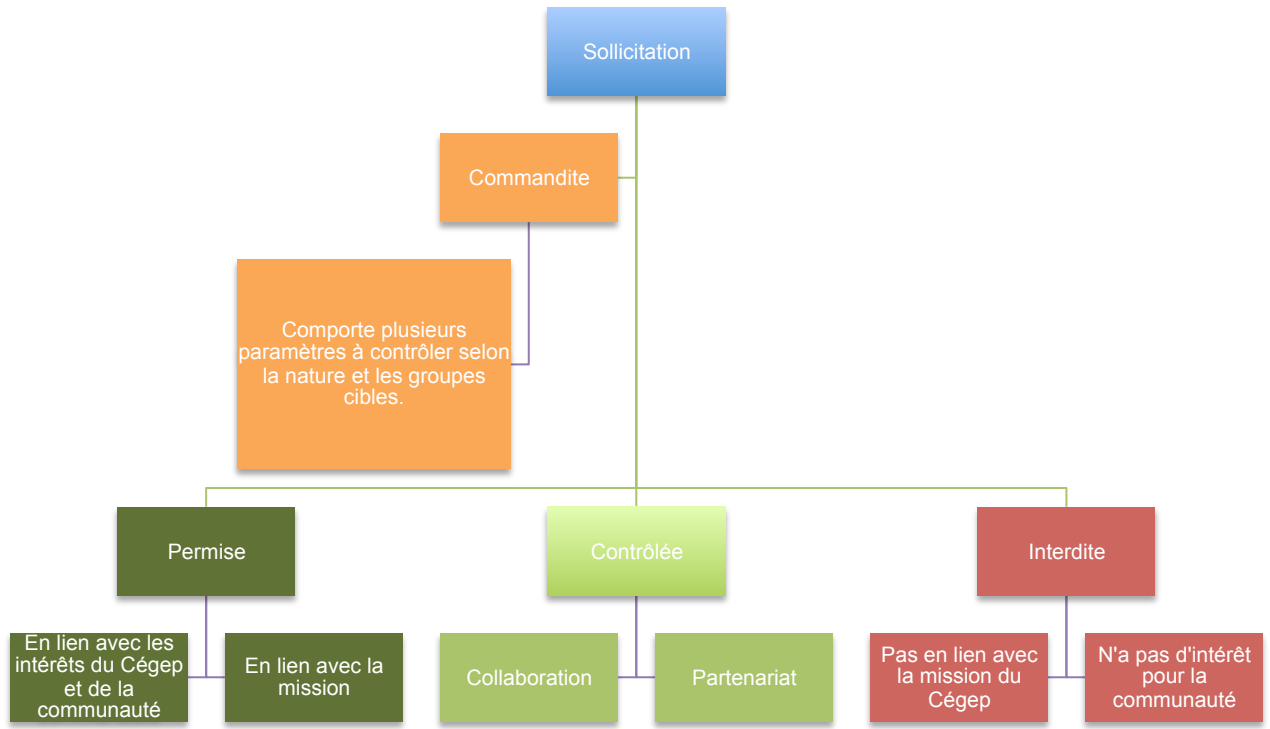 Sollicitation
Commandite
Comporte plusieurs
paramètres à contrôler selon
la nature et les groupes
cibles.
Permise
Contrôlée
Interdite
En lien avec les
intérêts du Cégep
et de la
communauté
En lien avec la
mission
Collaboration
Partenariat
Pas en lien avec
la mission du
Cégep
N'a pas d'intérêt
pour la
communauté